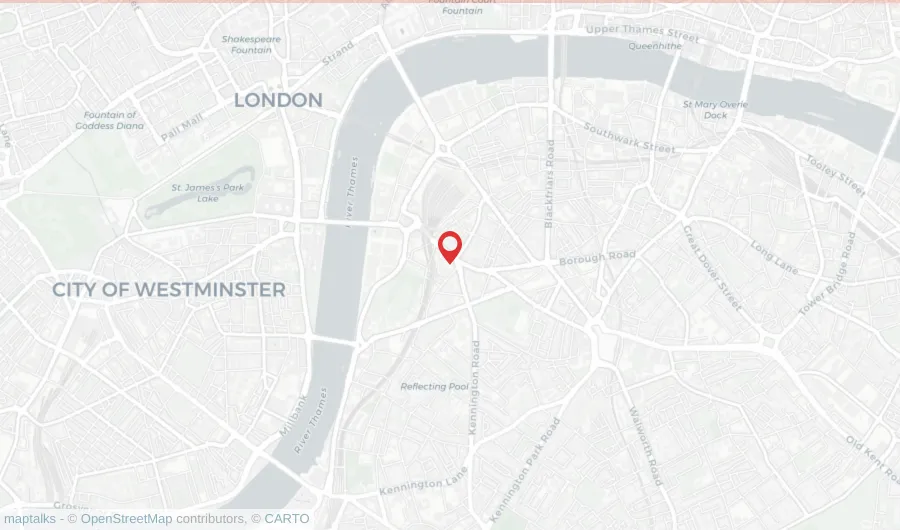 Fountain Court
Fountain
Upper Thames Street
Queenhithe
Shakespeare
Fountain
Strand
LONDON
St Mary Overie
Dock
Fountain of
Goddess Diana
Pall Mall
Southwark Street
Lane
River Thames
Blackfriars Road
Tooley Street
St. James's Park
Lake
Borough Road
Great Dover Street
Long Lane
Tower Bridge Road
CITY OF WESTMINSTER
Reflecting Pool
Kennington Road
Millbank
River Thames
Walworth Road
Old Kent Roa
Kennington Park Road
Kennington Lane
maptalks - © OpenStreetMap contributors, © CARTO